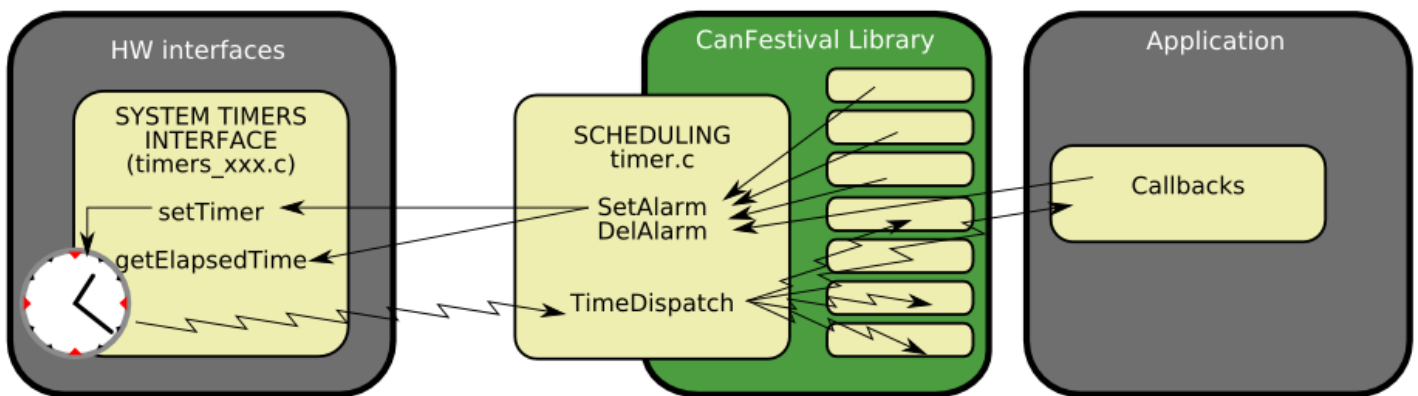 HW interfaces
SYSTEM TIMERS
INTERFACE
(timers_xxx.c)
setTimer
getElapsedTime
CanFestival Library
SCHEDULING
timer.c
SetAlarm
DelAlarm
TimeDispatch
Application
Callbacks